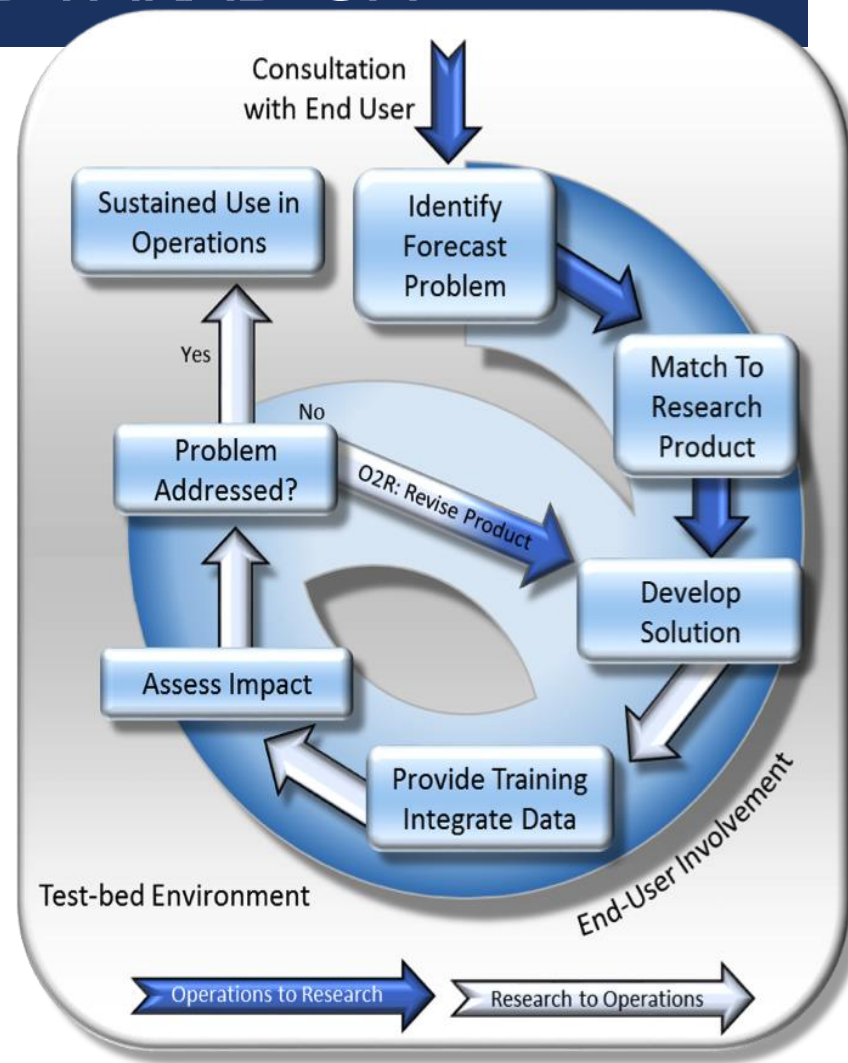 Consultation
with End User
Sustained Use in
Operations
Identify
Forecast
Problem
Yes
No
Match To
Research
Product
Problem
Addressed?
O2R: Revise Product
Develop
Solution
Assess Impact
Provide Training
Integrate Data
Test-bed Environment
End-User Involvement
Operations to Research
Research to Operations